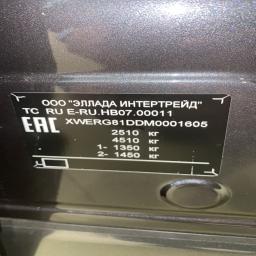 ООО "ЭЛЛАДА ИНТЕРТРЕЙД"
ТС RU E-RU.HB07.00011
EAC XWERG81DDM0001605
2510 кг
4510 кг
1- 1350 кг
2- 1450 кг